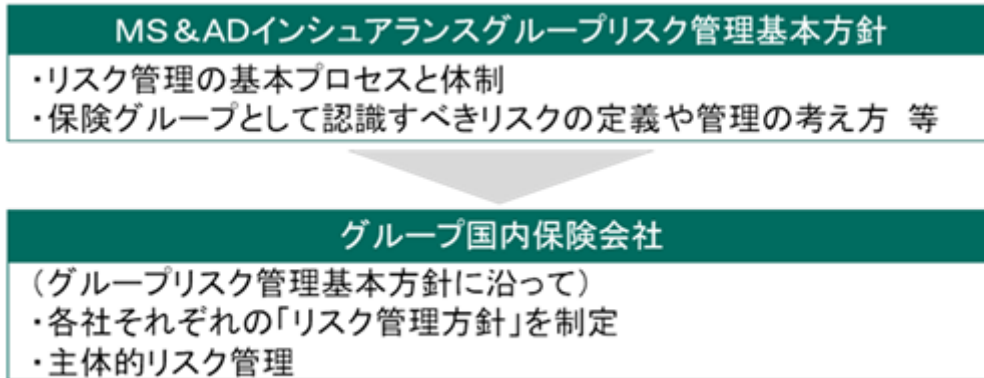 MS&ADインシュアランスグループリスク管理基本方針
・リスク管理の基本プロセスと体制
・保険グループとして認識すべきリスクの定義や管理の考え方 等
グループ国内保険会社
（グループリスク管理基本方針に沿って）
・各社それぞれの「リスク管理方針」を制定
・主体的リスク管理